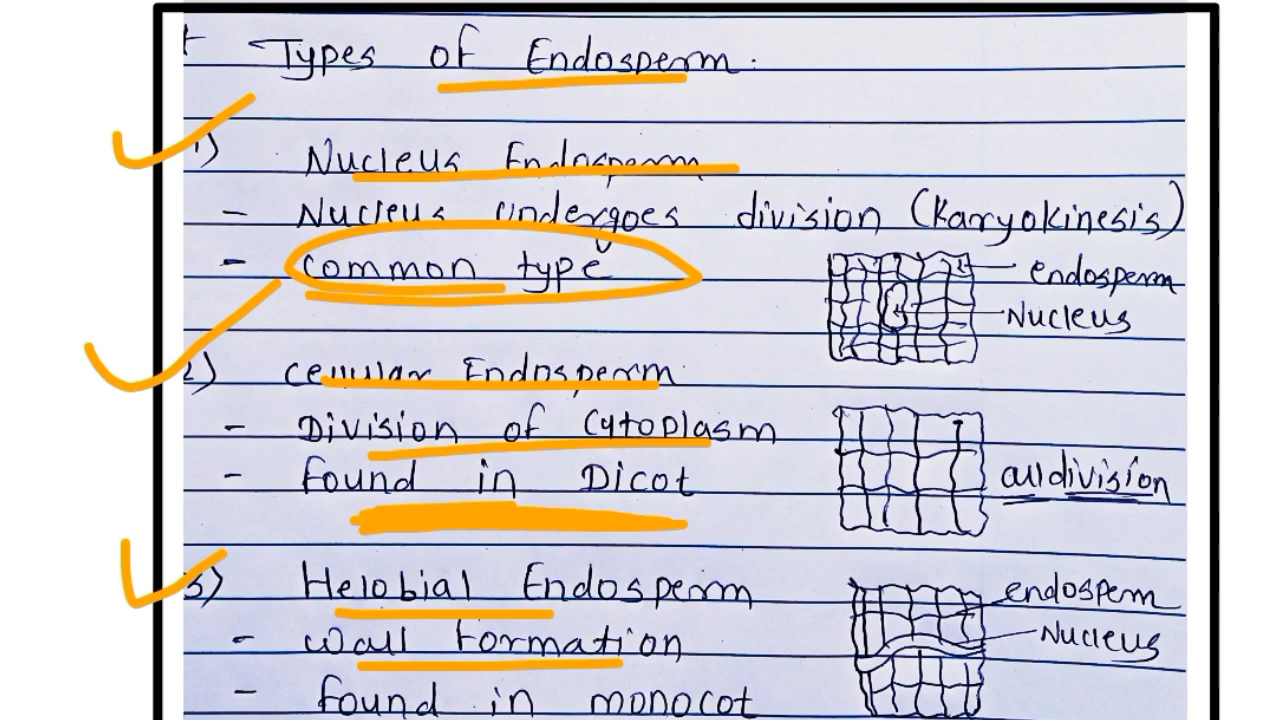 Types of Endosperm.
1) Nucleus Endosperm
- Nucleus undergoes division (Karyokinesis)
- common type
endosperm
Nucleus
2) Cellular Endosperm
- Division of Cytoplasm
- found in Dicot
division
3) Helobial Endosperm
- wall formation
- found in monocot
endosperm
Nucleus